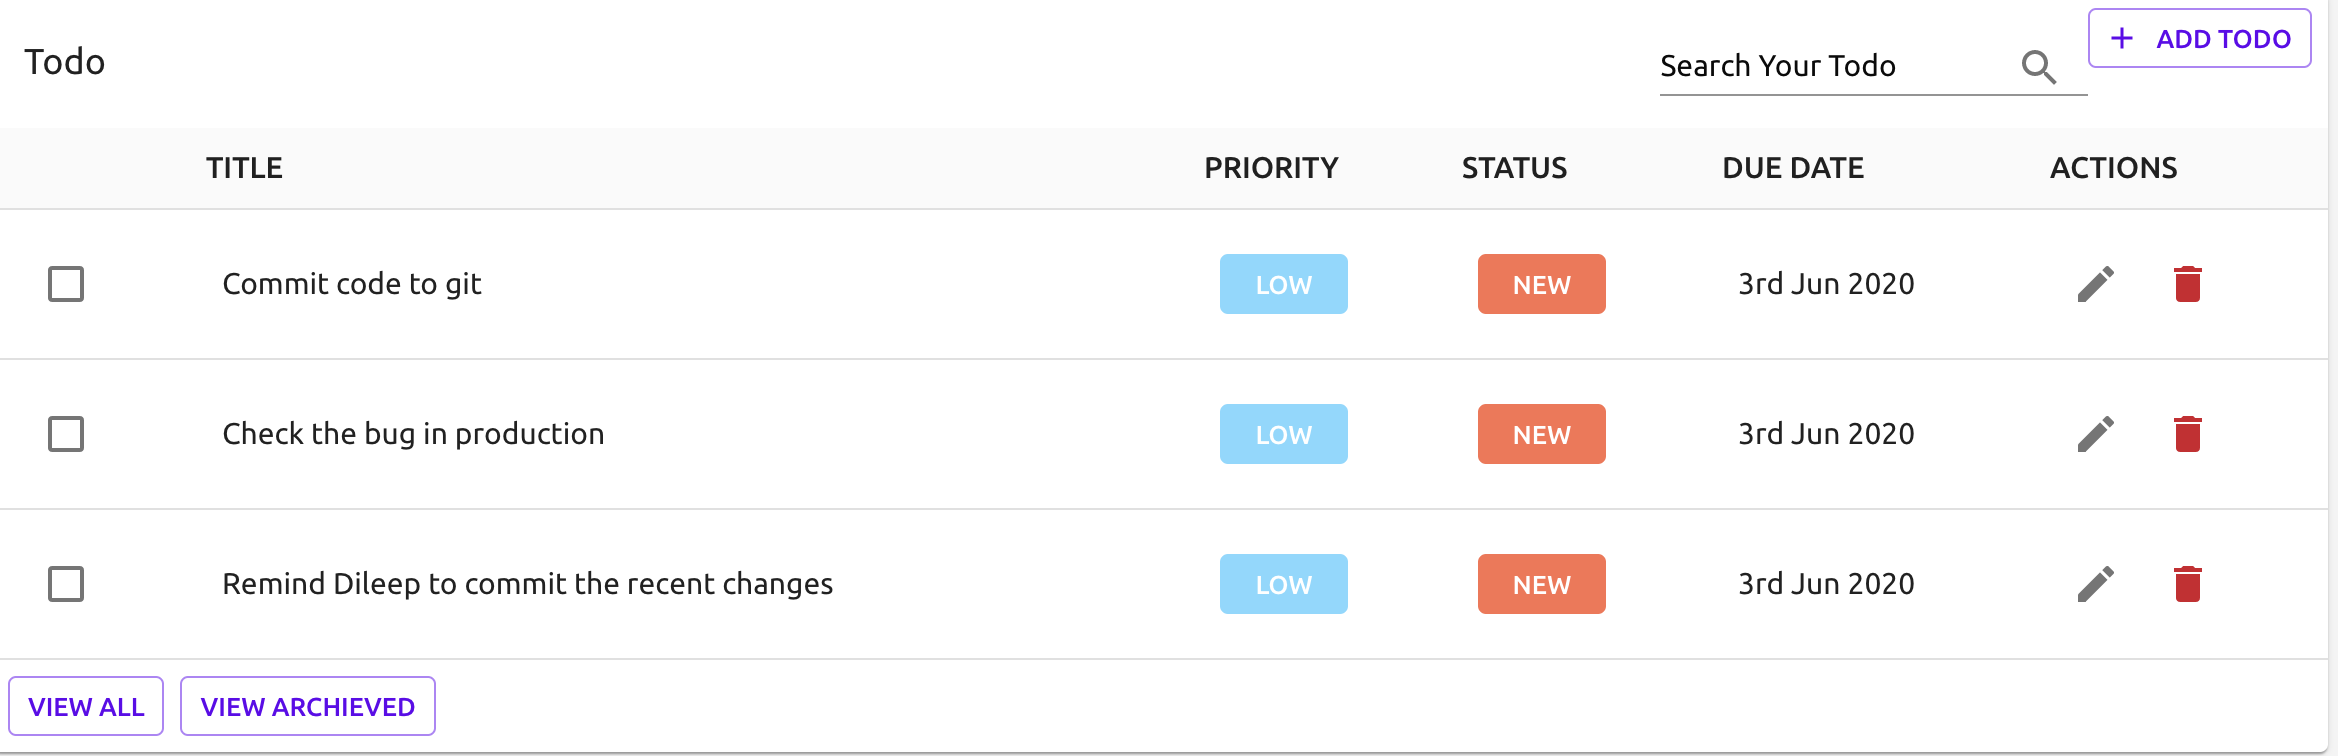 Todo
Search Your Todo
ADD TODO
TITLE PRIORITY STATUS DUE DATE ACTIONS
Commit code to git LOW NEW 3rd Jun 2020
Check the bug in production LOW NEW 3rd Jun 2020
Remind Dileep to commit the recent changes LOW NEW 3rd Jun 2020
VIEW ALL VIEW ARCHIEVED